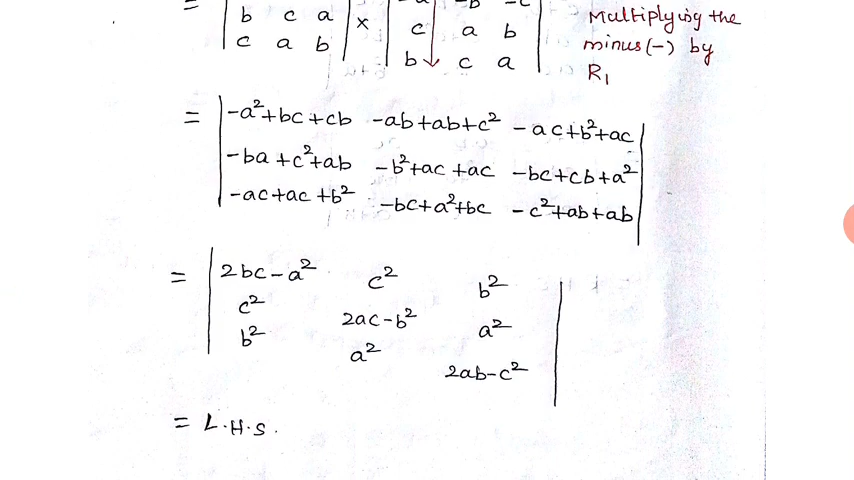 =
b c a × c a b
c a b b c a
Multiplying the
minus (-) by
R₁
= -a²+bc+cb -ab+ab+c² -ac+b²+ac
-ba+c²+ab -b²+ac+ac -bc+cb+a²
-ac+ac+b² -bc+a²+bc -c²+ab+ab
= 2bc-a² c² b²
c² 2ac-b² a²
b² a² 2ab-c²
= L.H.S.